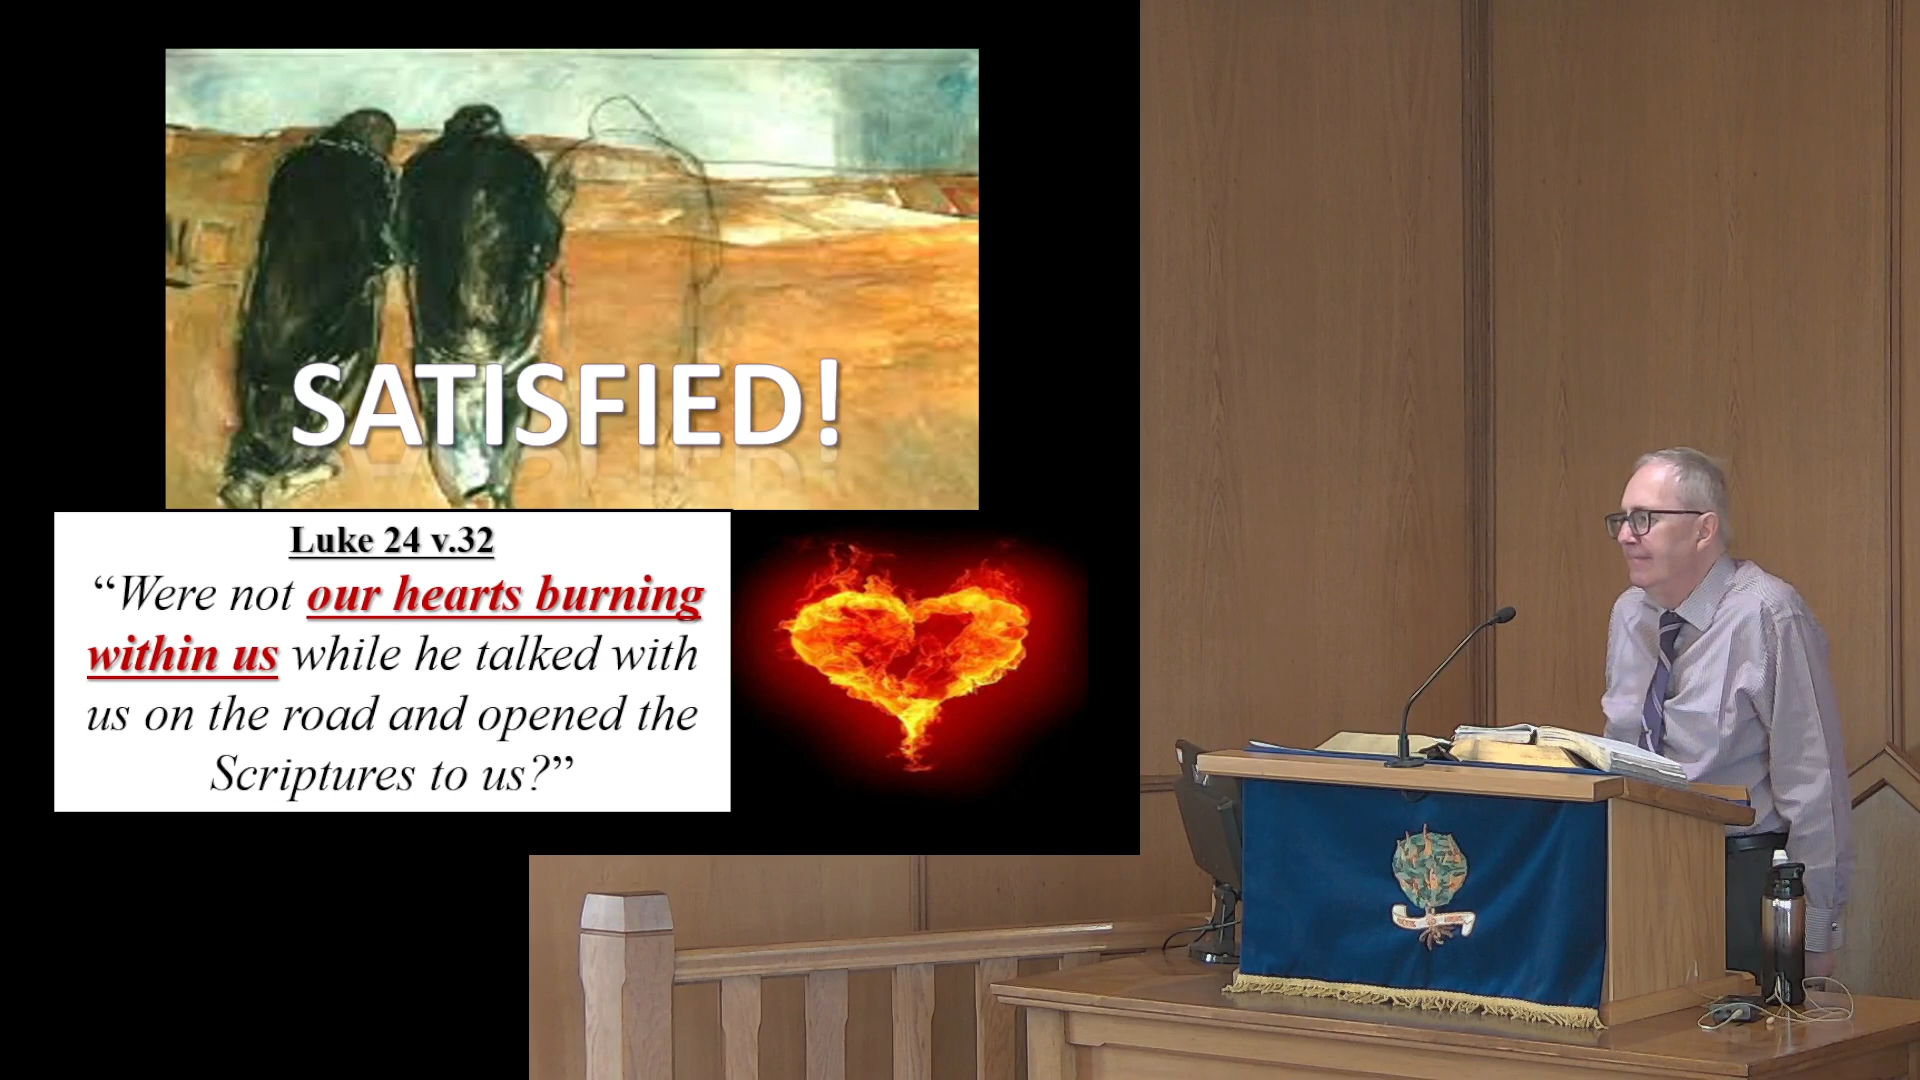 SATISFIED!
Luke 24 v.32
“Were not our hearts burning
within us while he talked with
us on the road and opened the
Scriptures to us?”